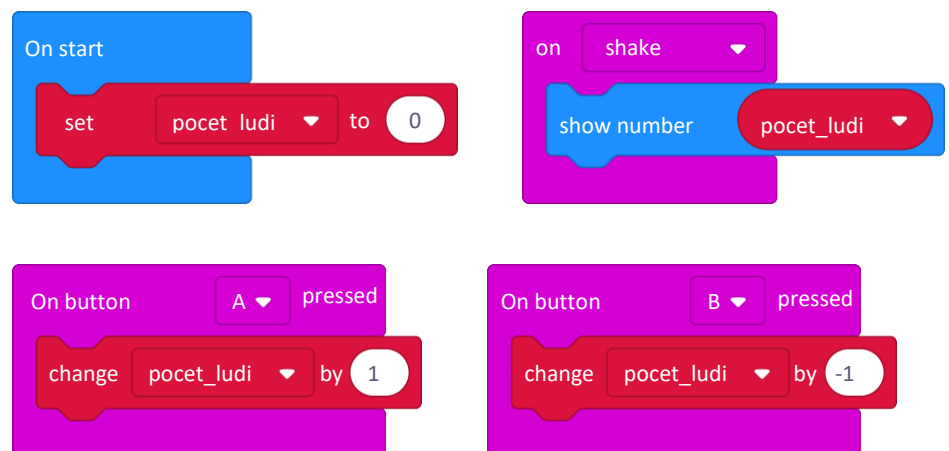 On start
set pocet ludi to 0
on shake
show number pocet_ludi
On button A pressed
change pocet_ludi by 1
On button B pressed
change pocet_ludi by -1